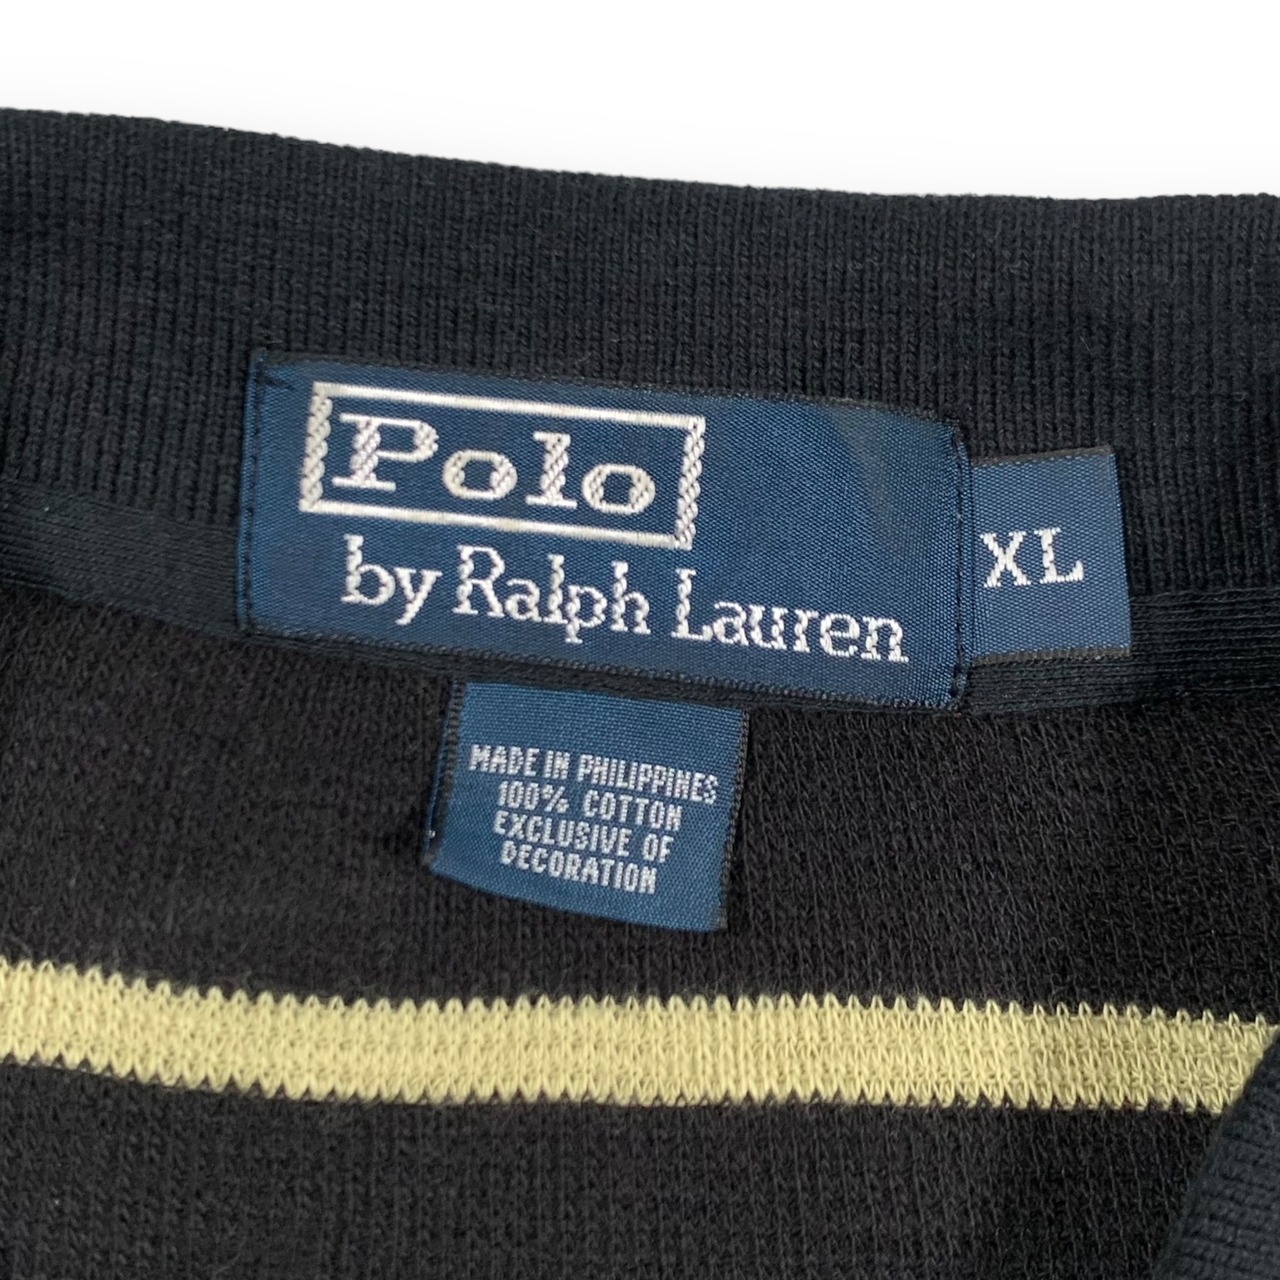 Polo
by Ralph Lauren
XL
MADE IN PHILIPPINES
100% COTTON
EXCLUSIVE OF
DECORATION